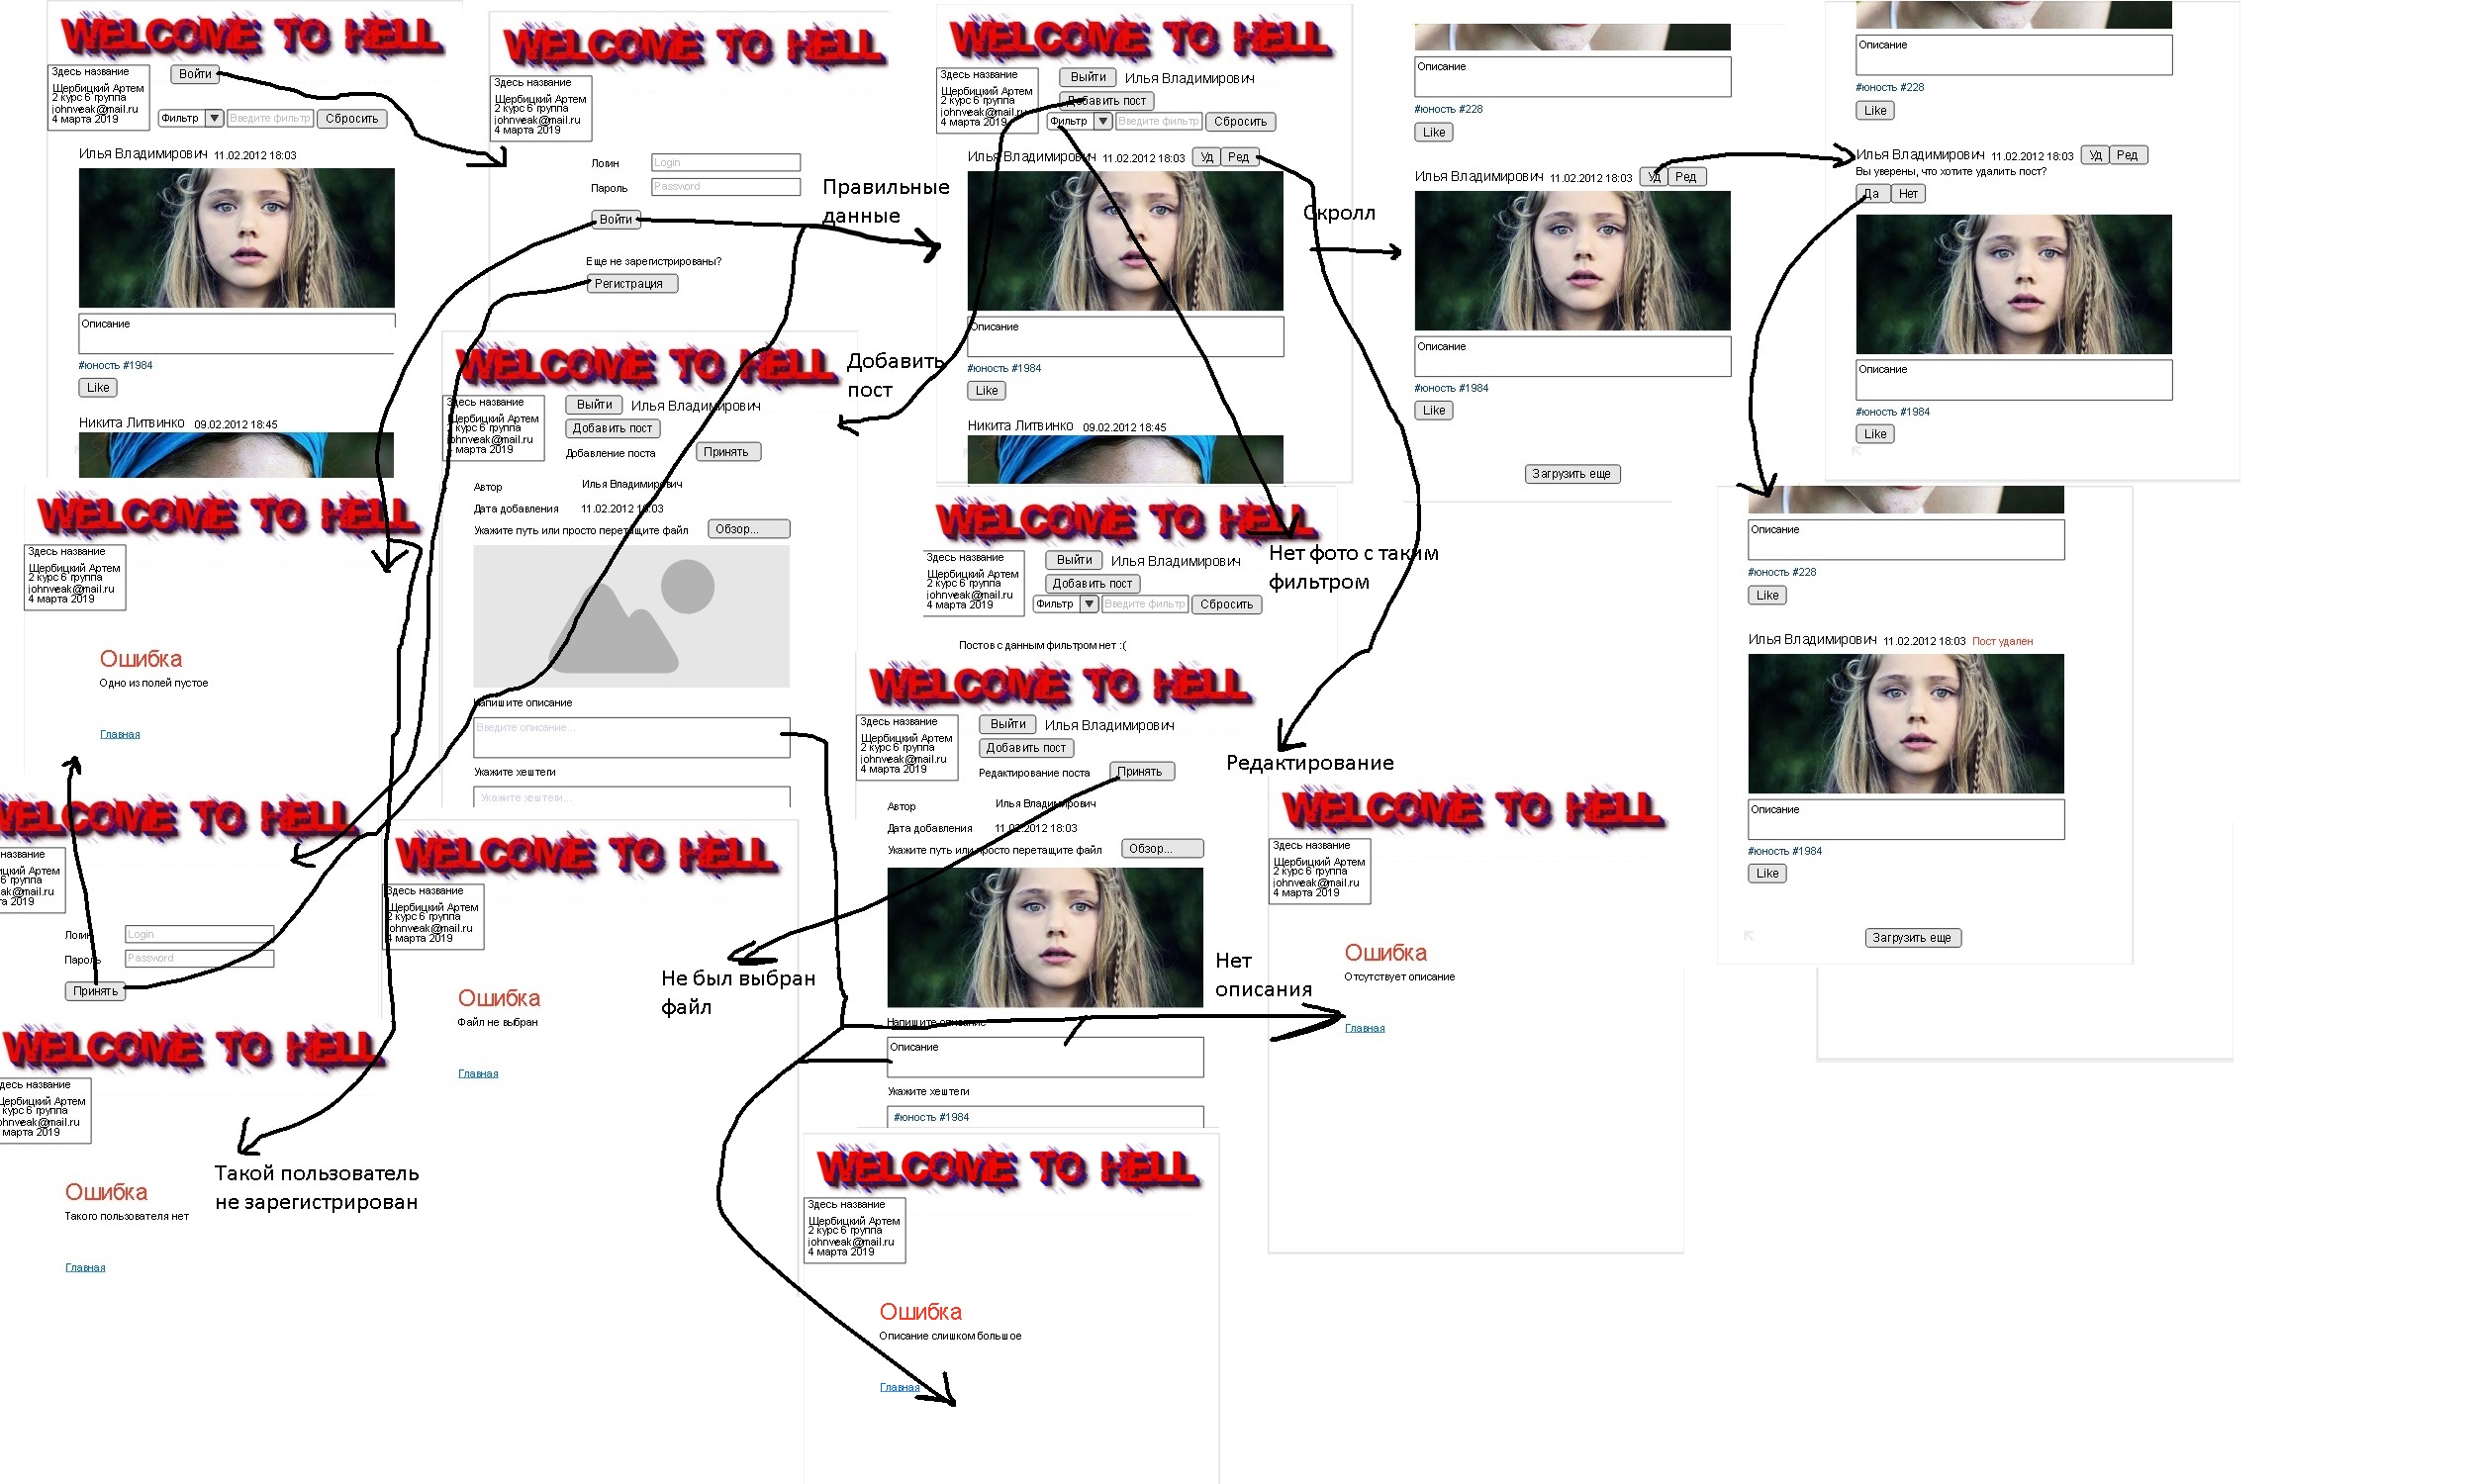 WELCOME TO HELL
Здесь название
Щербицкий Артем
2 курс 6 группа
johnveak@mail.ru
4 марта 2019
Войти
Фильтр
Введите фильтр
Сбросить
Илья Владимирович 11.02.2012 18:03
Описание
#юность #1984
Like
Никита Литвинко 09.02.2012 18:45
WELCOME TO HELL
Здесь название
Щербицкий Артем
2 курс 6 группа
johnveak@mail.ru
4 марта 2019
Логин
Login
Пароль
Password
Войти
Еще не зарегистрированы?
Регистрация
Правильные
данные
WELCOME TO HELL
Здесь название
Щербицкий Артем
2 курс 6 группа
johnveak@mail.ru
4 марта 2019
Выйти Илья Владимирович
Добавить пост
Фильтр
Введите фильтр
Сбросить
Илья Владимирович 11.02.2012 18:03 Уд Ред
Описание
#юность #1984
Like
Никита Литвинко 09.02.2012 18:45
Скролл
Описание
#юность #228
Like
Илья Владимирович 11.02.2012 18:03 Уд Ред
Описание
#юность #1984
Like
Загрузить еще
Описание
#юность #228
Like
Илья Владимирович 11.02.2012 18:03 Уд Ред
Вы уверены, что хотите удалить пост?
Да Нет
Описание
#юность #1984
Like
WELCOME TO HELL
Здесь название
Щербицкий Артем
2 курс 6 группа
johnveak@mail.ru
4 марта 2019
Выйти Илья Владимирович
Добавить пост
Добавление поста Принять
Автор Илья Владимирович
Дата добавления 11.02.2012 18:03
Укажите путь или просто перетащите файл Обзор...
Напишите описание
Введите описание...
Укажите хештеги
Укажите хештеги...
Добавить
пост
WELCOME TO HELL
Здесь название
Щербицкий Артем
2 курс 6 группа
johnveak@mail.ru
4 марта 2019
Ошибка
Одно из полей пустое
Главная
WELCOME TO HELL
Здесь название
Щербицкий Артем
2 курс 6 группа
johnveak@mail.ru
4 марта 2019
Выйти Илья Владимирович
Добавить пост
Фильтр
Введите фильтр
Сбросить
Постов с данным фильтром нет :(
Нет фото с таким
фильтром
Описание
#юность #228
Like
Илья Владимирович 11.02.2012 18:03 Пост удален
Описание
#юность #1984
Like
Загрузить еще
WELCOME TO HELL
Здесь название
Щербицкий Артем
2 курс 6 группа
johnveak@mail.ru
4 марта 2019
Выйти Илья Владимирович
Добавить пост
Редактирование поста Принять
Автор Илья Владимирович
Дата добавления 11.02.2012 18:03
Укажите путь или просто перетащите файл Обзор...
Напишите описание
Описание
Укажите хештеги
#юность #1984
Редактирование
WELCOME TO HELL
Здесь название
Щербицкий Артем
2 курс 6 группа
johnveak@mail.ru
4 марта 2019
Ошибка
Отсутствует описание
Главная
Нет
описания
WELCOME TO HELL
название
ицкий Артем
6 группа
ak@mail.ru
та 2019
Логин
Login
Пароль
Password
Принять
WELCOME TO HELL
Здесь название
Щербицкий Артем
2 курс 6 группа
johnveak@mail.ru
4 марта 2019
Ошибка
Файл не выбран
Главная
Не был выбран
файл
WELCOME TO HELL
десь название
Щербицкий Артем
курс 6 группа
ohnveak@mail.ru
марта 2019
Ошибка
Такого пользователя нет
Главная
Такой пользователь
не зарегистрирован
WELCOME TO HELL
Здесь название
Щербицкий Артем
2 курс 6 группа
johnveak@mail.ru
4 марта 2019
Ошибка
Описание слишком большое
Главная